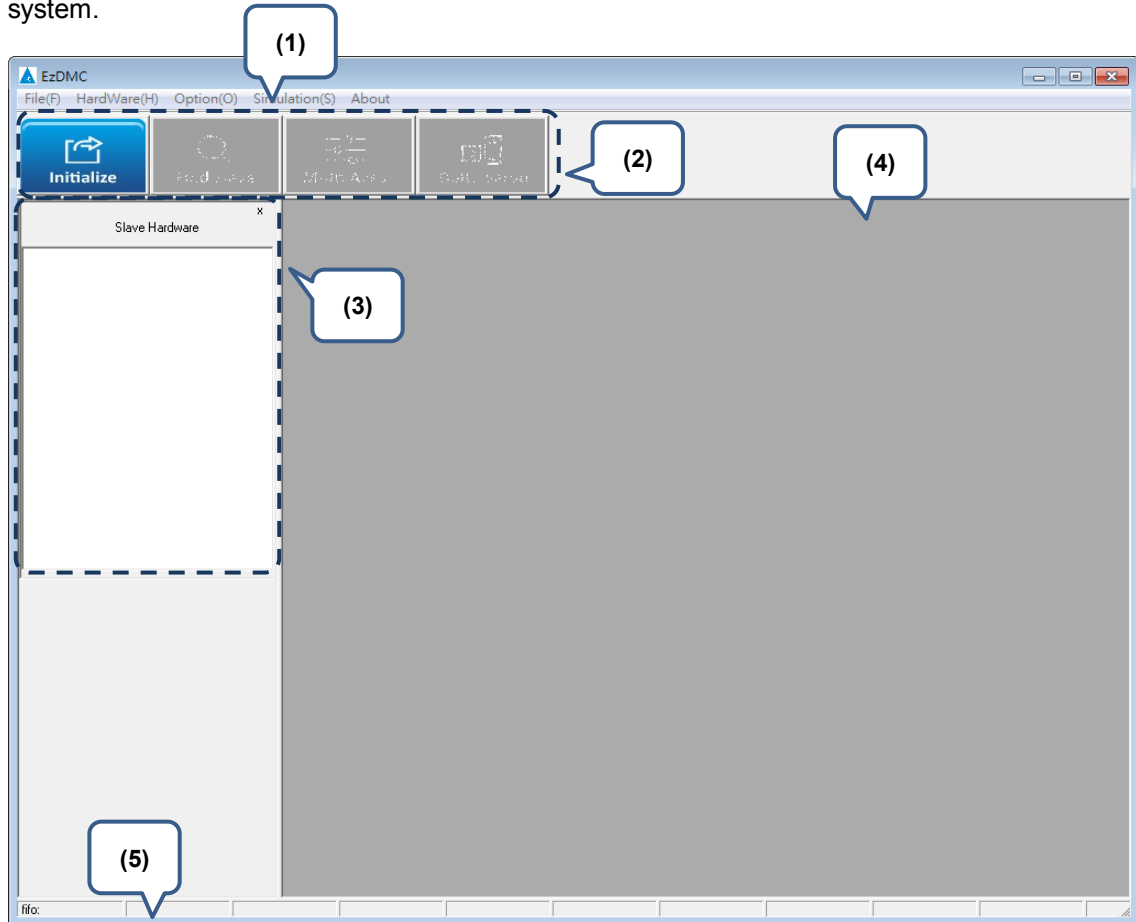 system.
(1)
EzDMC
File(F) HardWare(H) Option(O) Simulation(S) About
Initialize
(2)
(4)
x
Slave Hardware
(3)
(5)
fifo: